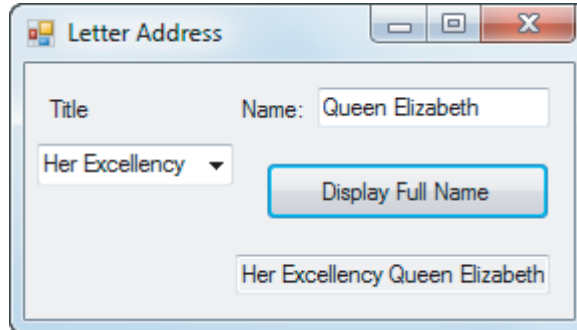 Letter Address
Title
Name: Queen Elizabeth
Her Excellency
Display Full Name
Her Excellency Queen Elizabeth